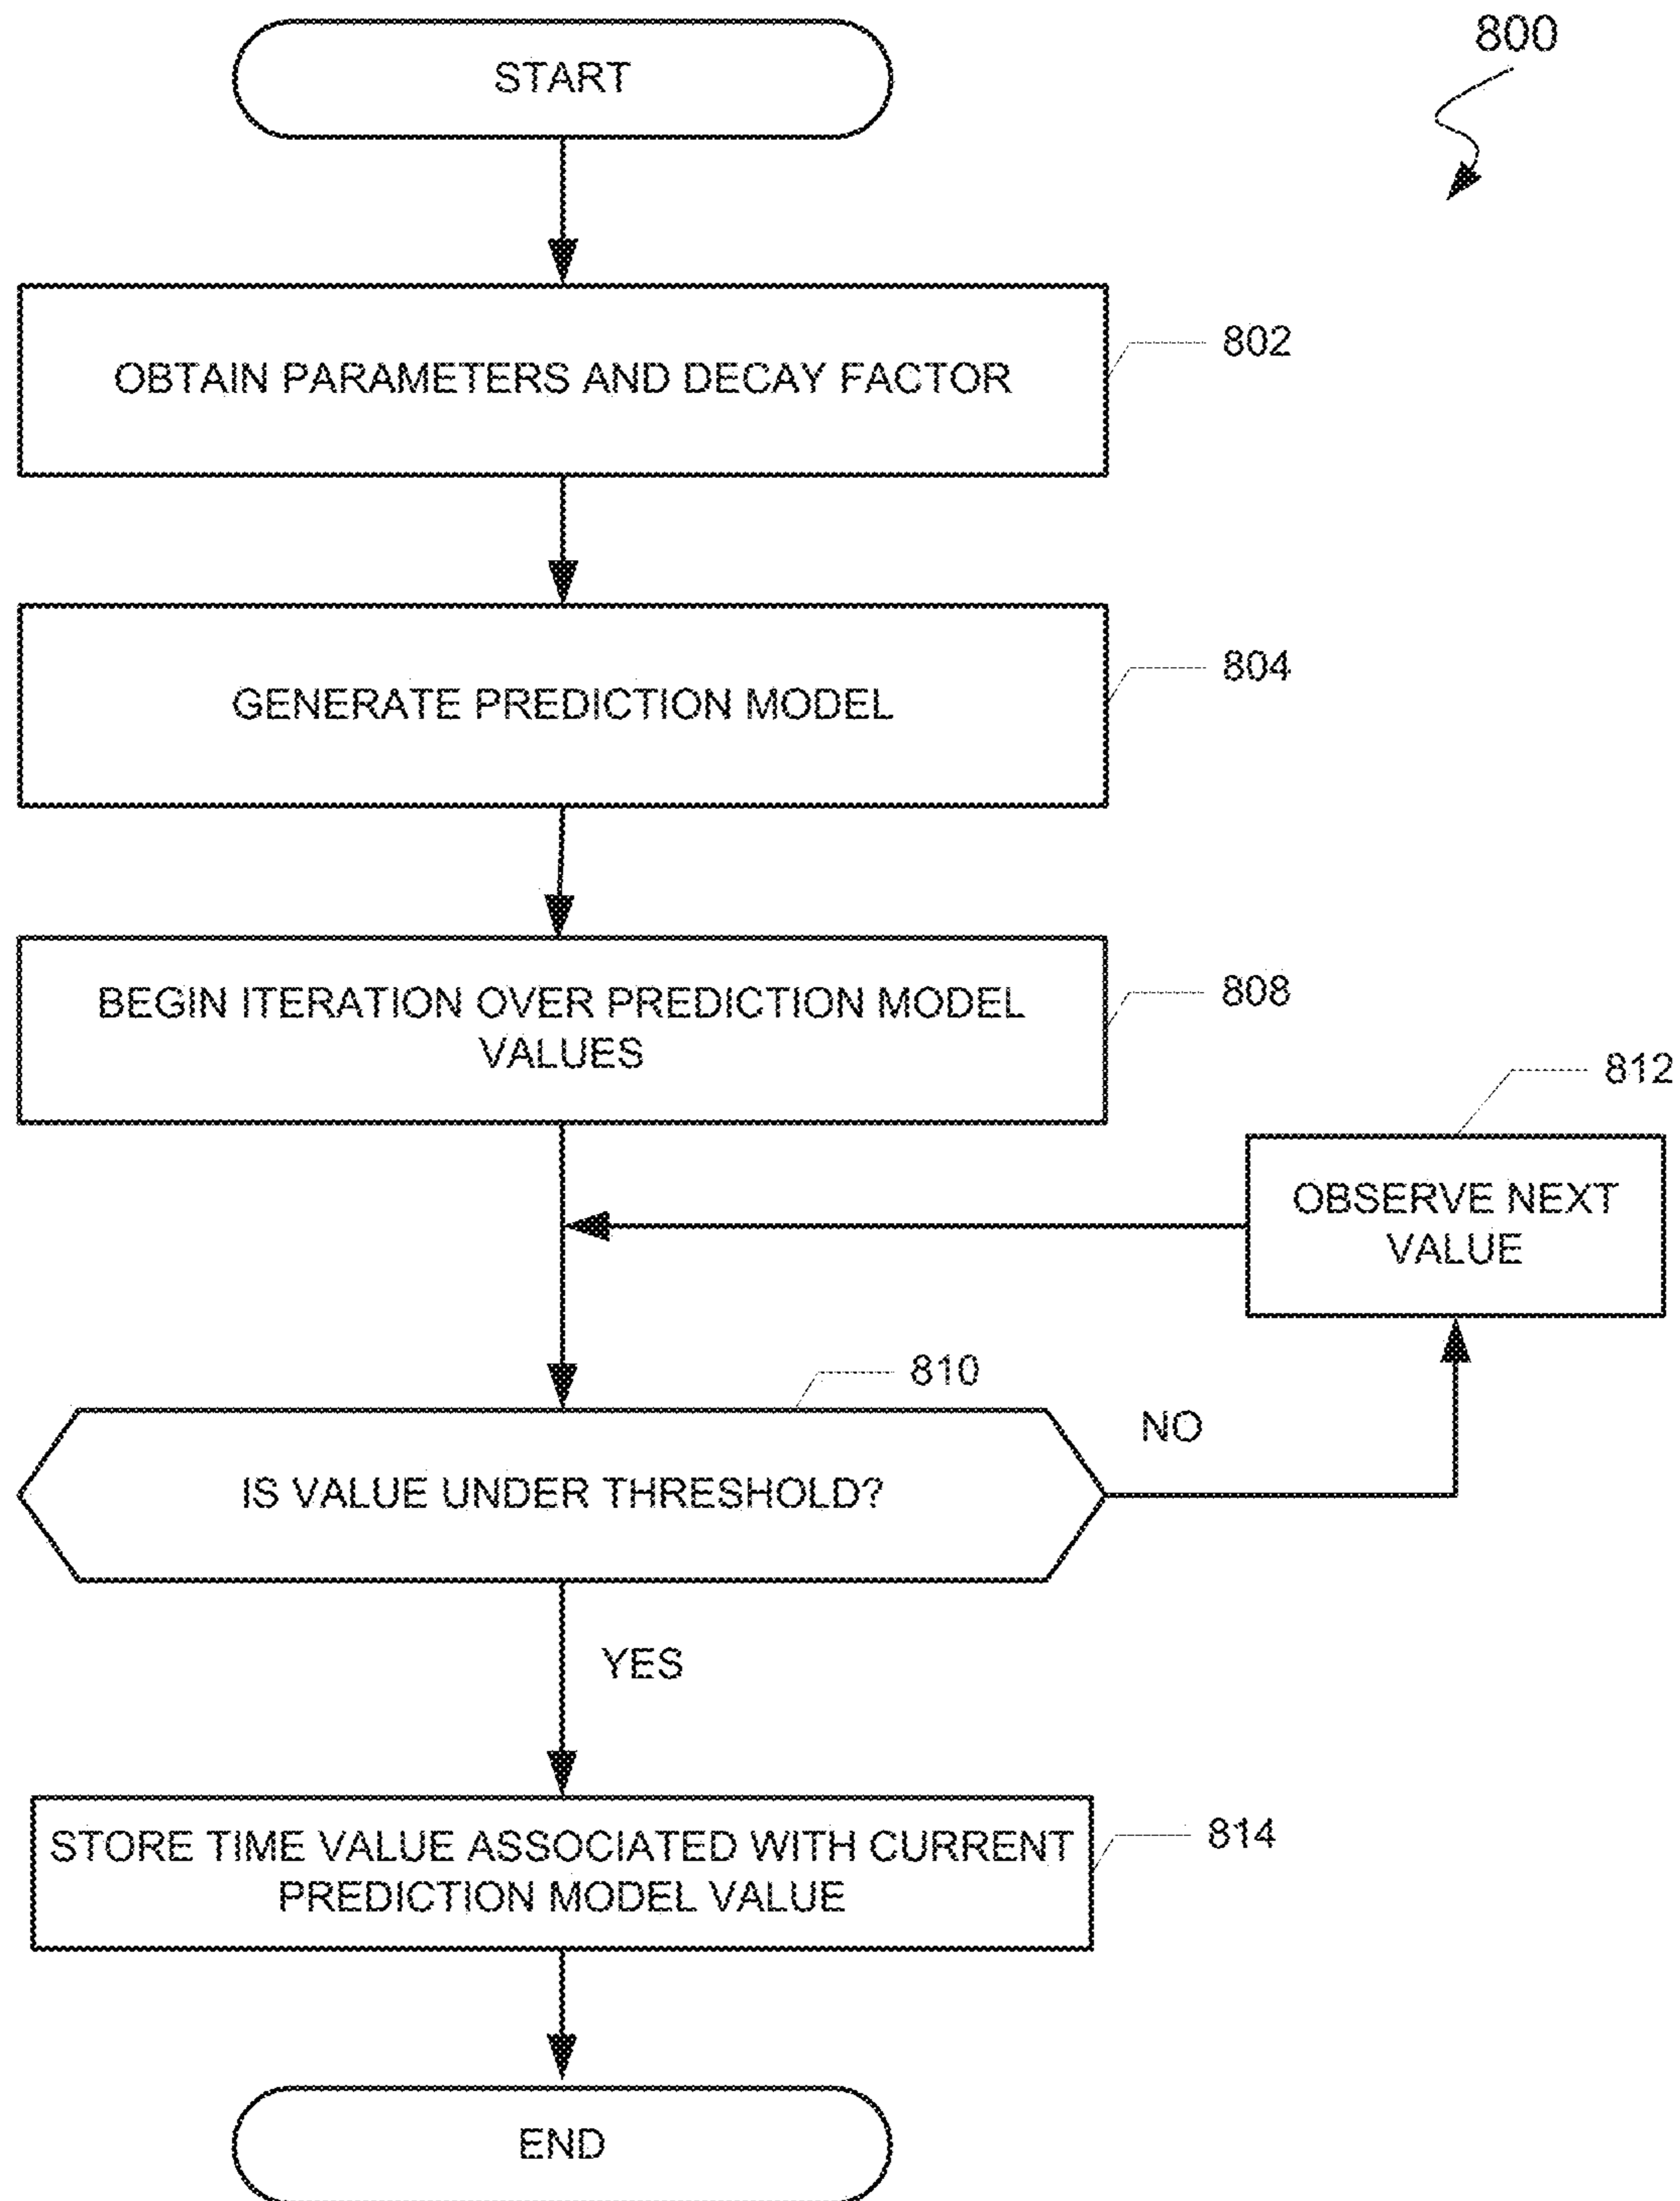 800
START
OBTAIN PARAMETERS AND DECAY FACTOR
802
GENERATE PREDICTION MODEL
804
BEGIN ITERATION OVER PREDICTION MODEL
VALUES
808
812
OBSERVE NEXT
VALUE
810
NO
IS VALUE UNDER THRESHOLD?
YES
STORE TIME VALUE ASSOCIATED WITH CURRENT
PREDICTION MODEL VALUE
814
END